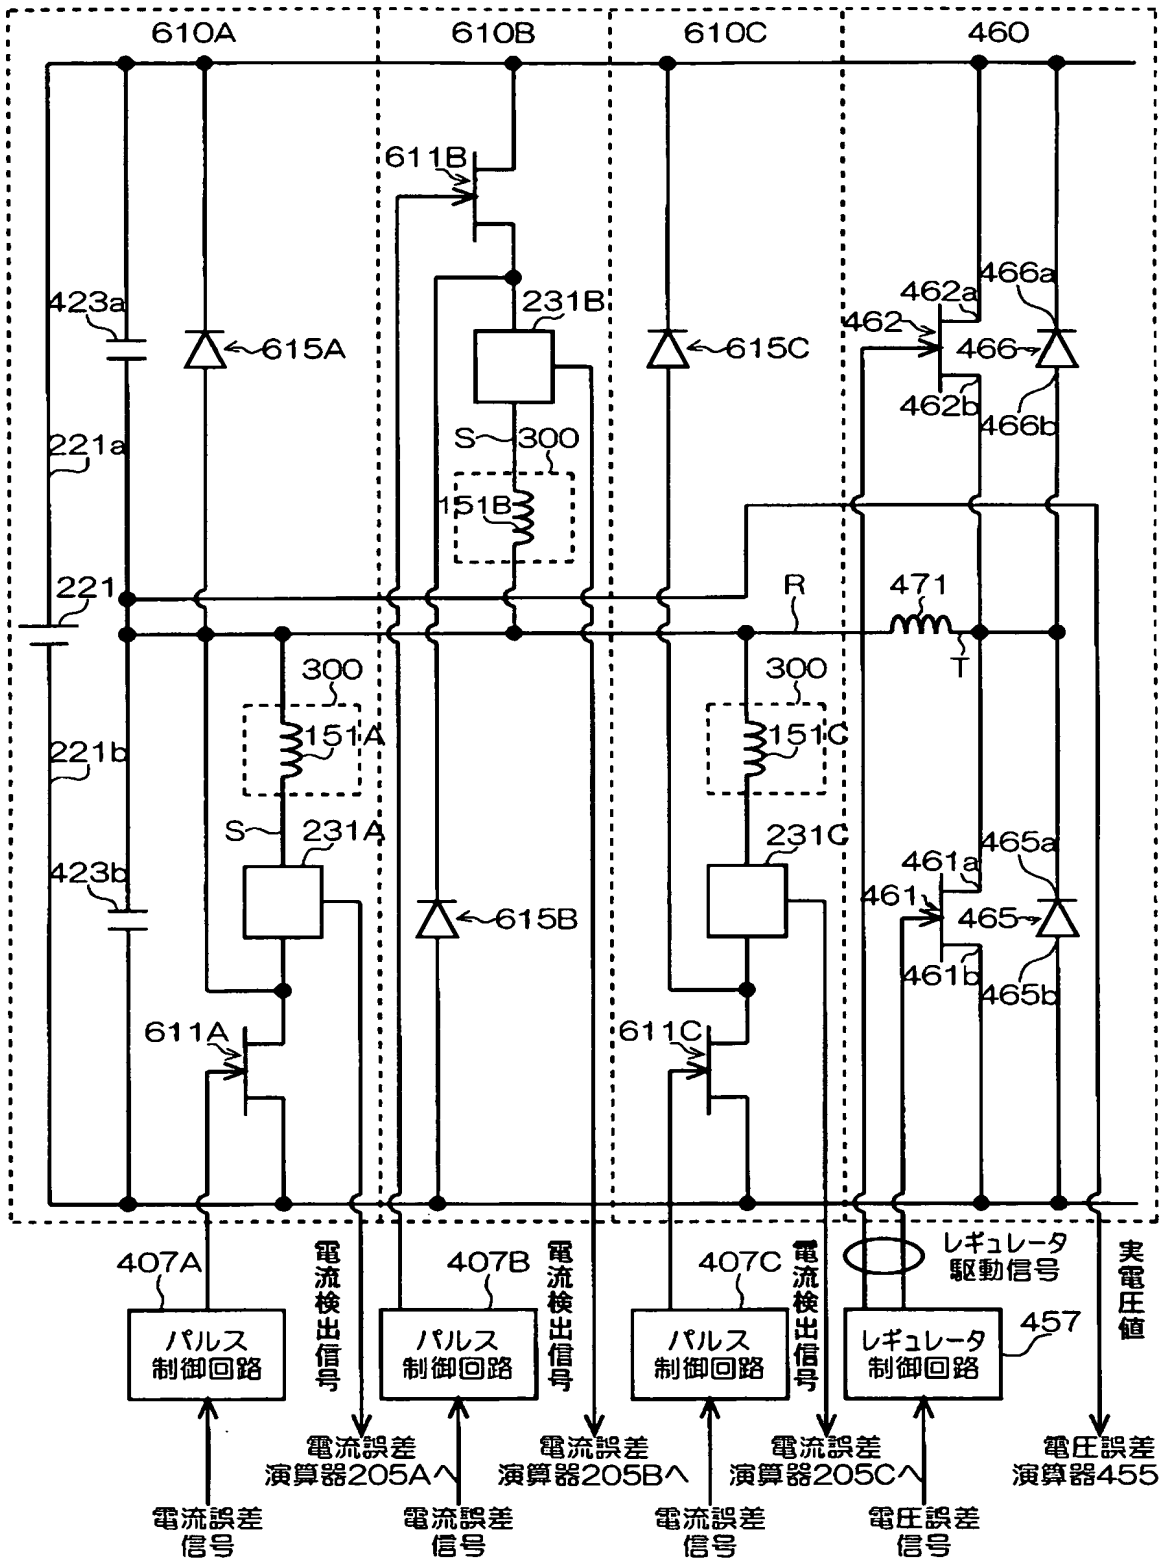 610A 610B 610C 460
611B
423a 615A 231B 615C 462 462a 466a
466
462b 466b
221a S 300
151B
221 R 471
T
300 300
151A 151C
221b
S 231A 231C
423b 461a 465a
461 465
615B 461b 465b
611A 611C
407A 407B 407C 457
電流検出信号
電流検出信号
電流検出信号
レギュレータ
駆動信号
実電圧値
パルス
制御回路
パルス
制御回路
パルス
制御回路
レギュレータ
制御回路
電流誤差
演算器205Aへ
電流誤差
演算器205Bへ
電流誤差
演算器205Cへ
電圧誤差
演算器455
電流誤差
信号
電流誤差
信号
電流誤差
信号
電圧誤差
信号